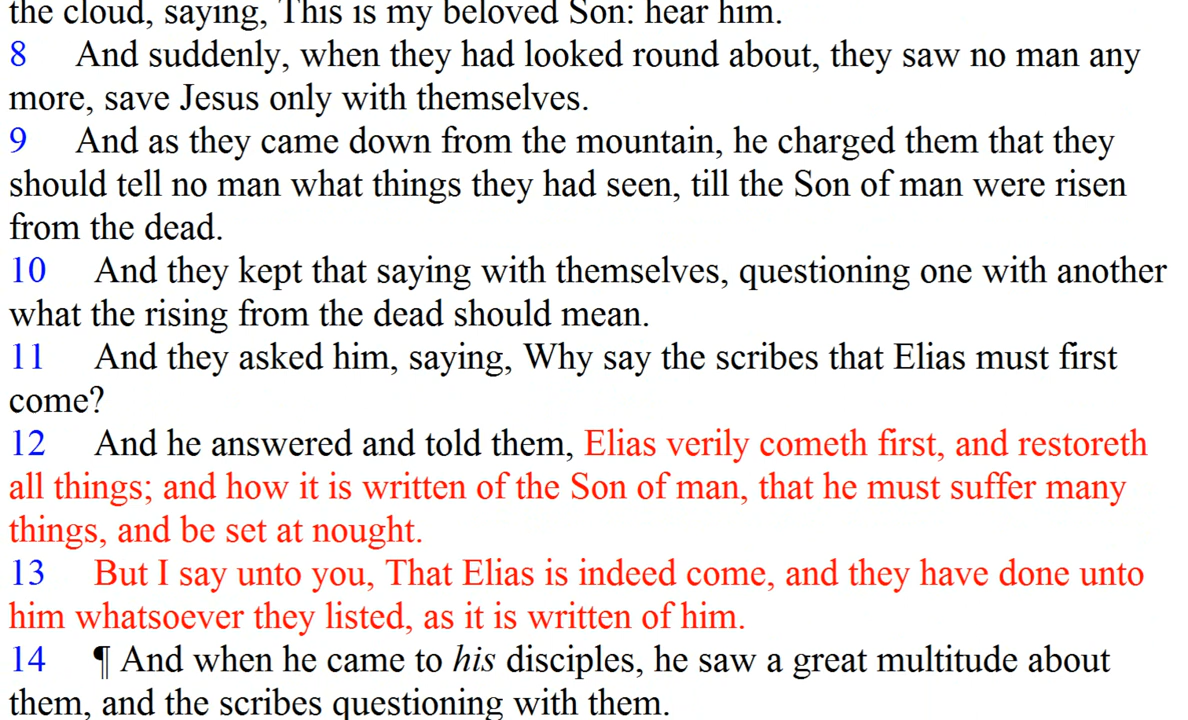 the cloud, saying, This is my beloved Son: hear him.
8 And suddenly, when they had looked round about, they saw no man any
more, save Jesus only with themselves.
9 And as they came down from the mountain, he charged them that they
should tell no man what things they had seen, till the Son of man were risen
from the dead.
10 And they kept that saying with themselves, questioning one with another
what the rising from the dead should mean.
11 And they asked him, saying, Why say the scribes that Elias must first
come?
12 And he answered and told them, Elias verily cometh first, and restoreth
all things; and how it is written of the Son of man, that he must suffer many
things, and be set at nought.
13 But I say unto you, That Elias is indeed come, and they have done unto
him whatsoever they listed, as it is written of him.
14 ¶ And when he came to his disciples, he saw a great multitude about
them, and the scribes questioning with them.